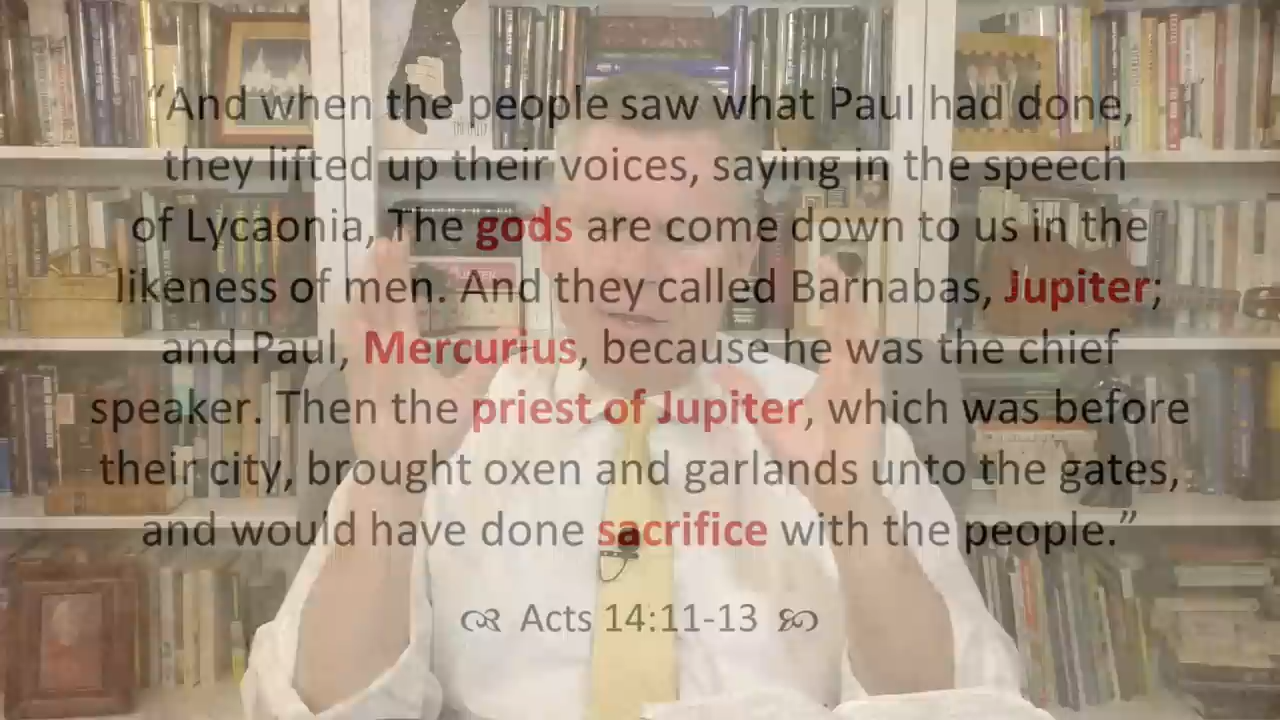 “And when the people saw what Paul had done,
they lifted up their voices, saying in the speech
of Lycaonia, The gods are come down to us in the
likeness of men. And they called Barnabas, Jupiter;
and Paul, Mercurius, because he was the chief
speaker. Then the priest of Jupiter, which was before
their city, brought oxen and garlands unto the gates,
and would have done sacrifice with the people.”
Acts 14:11-13